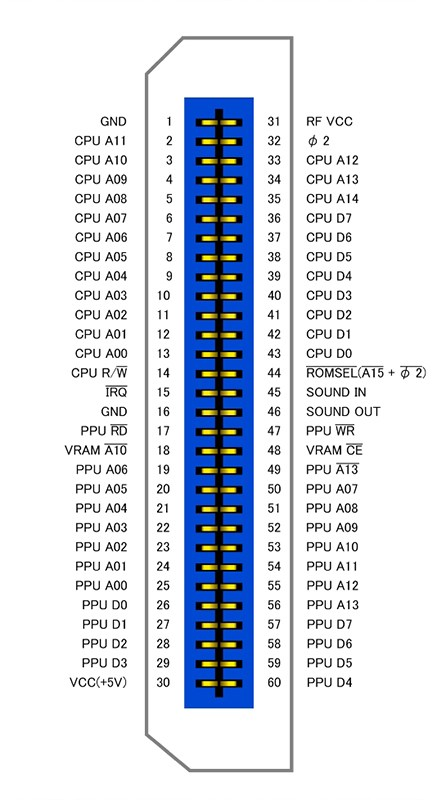 GND 1 31 RF VCC
CPU A11 2 32 φ 2
CPU A10 3 33 CPU A12
CPU A09 4 34 CPU A13
CPU A08 5 35 CPU A14
CPU A07 6 36 CPU D7
CPU A06 7 37 CPU D6
CPU A05 8 38 CPU D5
CPU A04 9 39 CPU D4
CPU A03 10 40 CPU D3
CPU A02 11 41 CPU D2
CPU A01 12 42 CPU D1
CPU A00 13 43 CPU D0
CPU R/W̅ 14 44 R̅O̅M̅S̅E̅L̅(A̅1̅5̅ + φ̅ 2̅)
I̅R̅Q̅ 15 45 SOUND IN
GND 16 46 SOUND OUT
PPU R̅D̅ 17 47 PPU W̅R̅
VRAM A̅1̅0̅ 18 48 VRAM C̅E̅
PPU A06 19 49 PPU A̅1̅3̅
PPU A05 20 50 PPU A07
PPU A04 21 51 PPU A08
PPU A03 22 52 PPU A09
PPU A02 23 53 PPU A10
PPU A01 24 54 PPU A11
PPU A00 25 55 PPU A12
PPU D0 26 56 PPU A13
PPU D1 27 57 PPU D7
PPU D2 28 58 PPU D6
PPU D3 29 59 PPU D5
VCC(+5V) 30 60 PPU D4